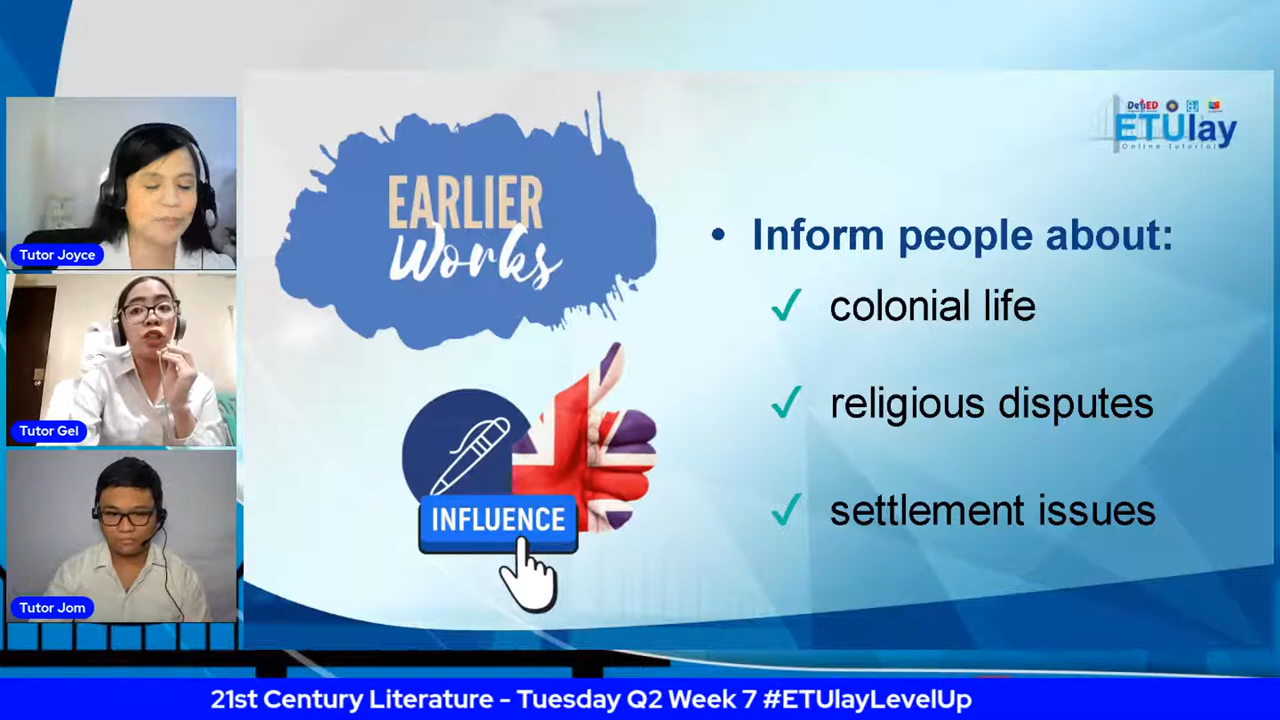 DepED
ETUlay
Online Tutorial
EARLIER
Works
• Inform people about:
✓ colonial life
✓ religious disputes
✓ settlement issues
INFLUENCE
Tutor Joyce
Tutor Gel
Tutor Jom
21st Century Literature - Tuesday Q2 Week 7 #ETUlayLevelUp